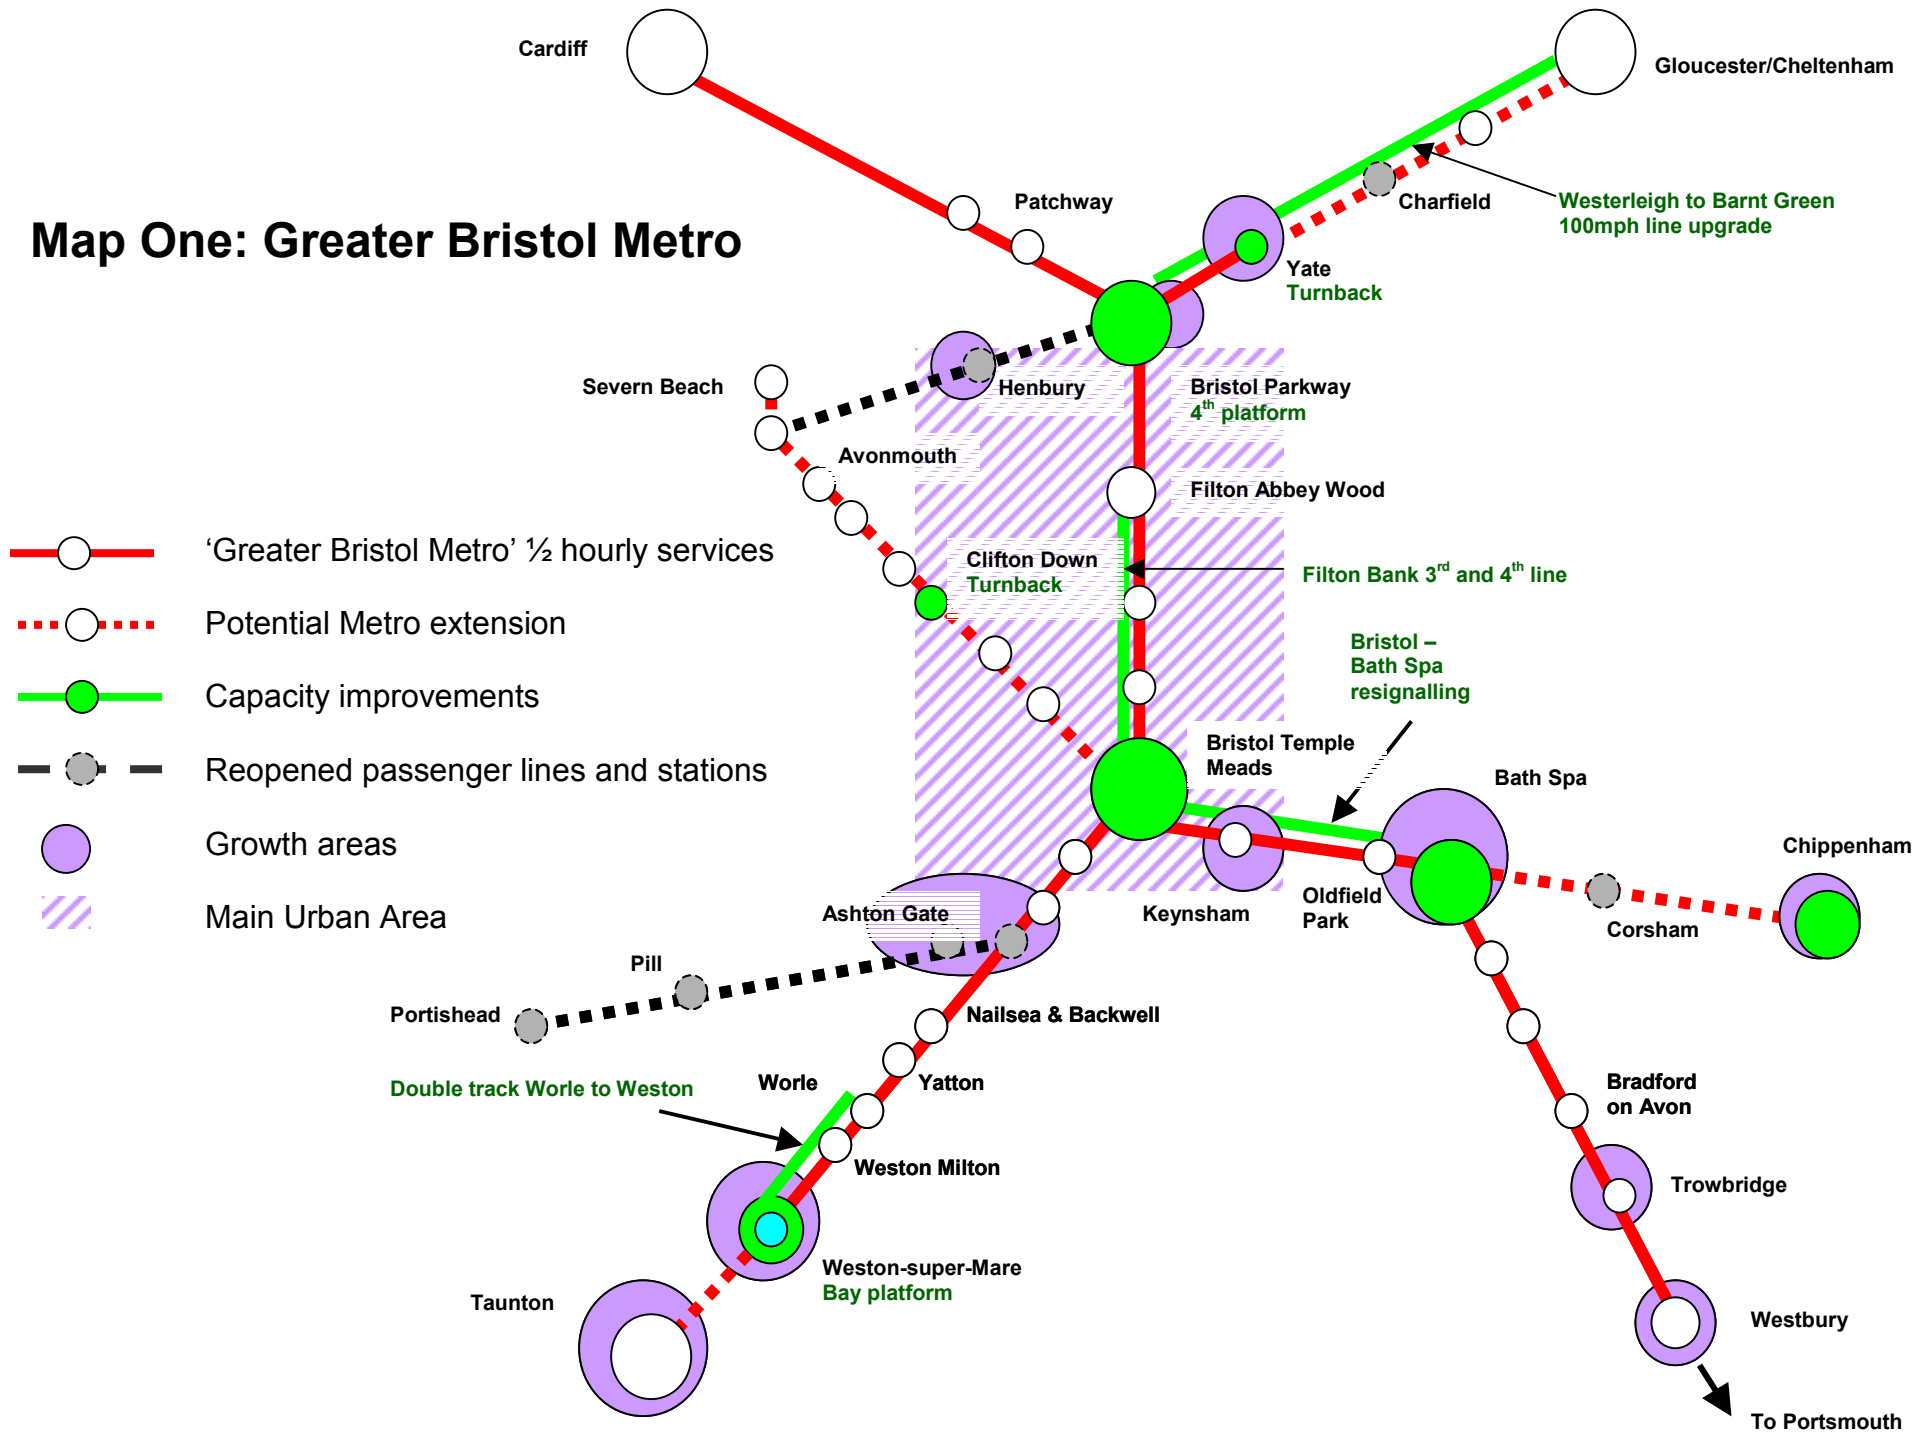 Cardiff
Gloucester/Cheltenham
Patchway
Charfield
Westerleigh to Barnt Green
100mph line upgrade
Map One: Greater Bristol Metro
Yate
Turnback
Severn Beach
Henbury
Bristol Parkway
4th platform
Avonmouth
Filton Abbey Wood
‘Greater Bristol Metro’ ½ hourly services
Clifton Down
Turnback
Filton Bank 3rd and 4th line
Potential Metro extension
Bristol –
Bath Spa
resignalling
Capacity improvements
Bristol Temple
Meads
Reopened passenger lines and stations
Bath Spa
Growth areas
Chippenham
Main Urban Area
Ashton Gate
Keynsham
Oldfield
Park
Corsham
Pill
Portishead
Nailsea & Backwell
Double track Worle to Weston
Worle
Yatton
Bradford
on Avon
Weston Milton
Trowbridge
Weston-super-Mare
Bay platform
Taunton
Westbury
To Portsmouth